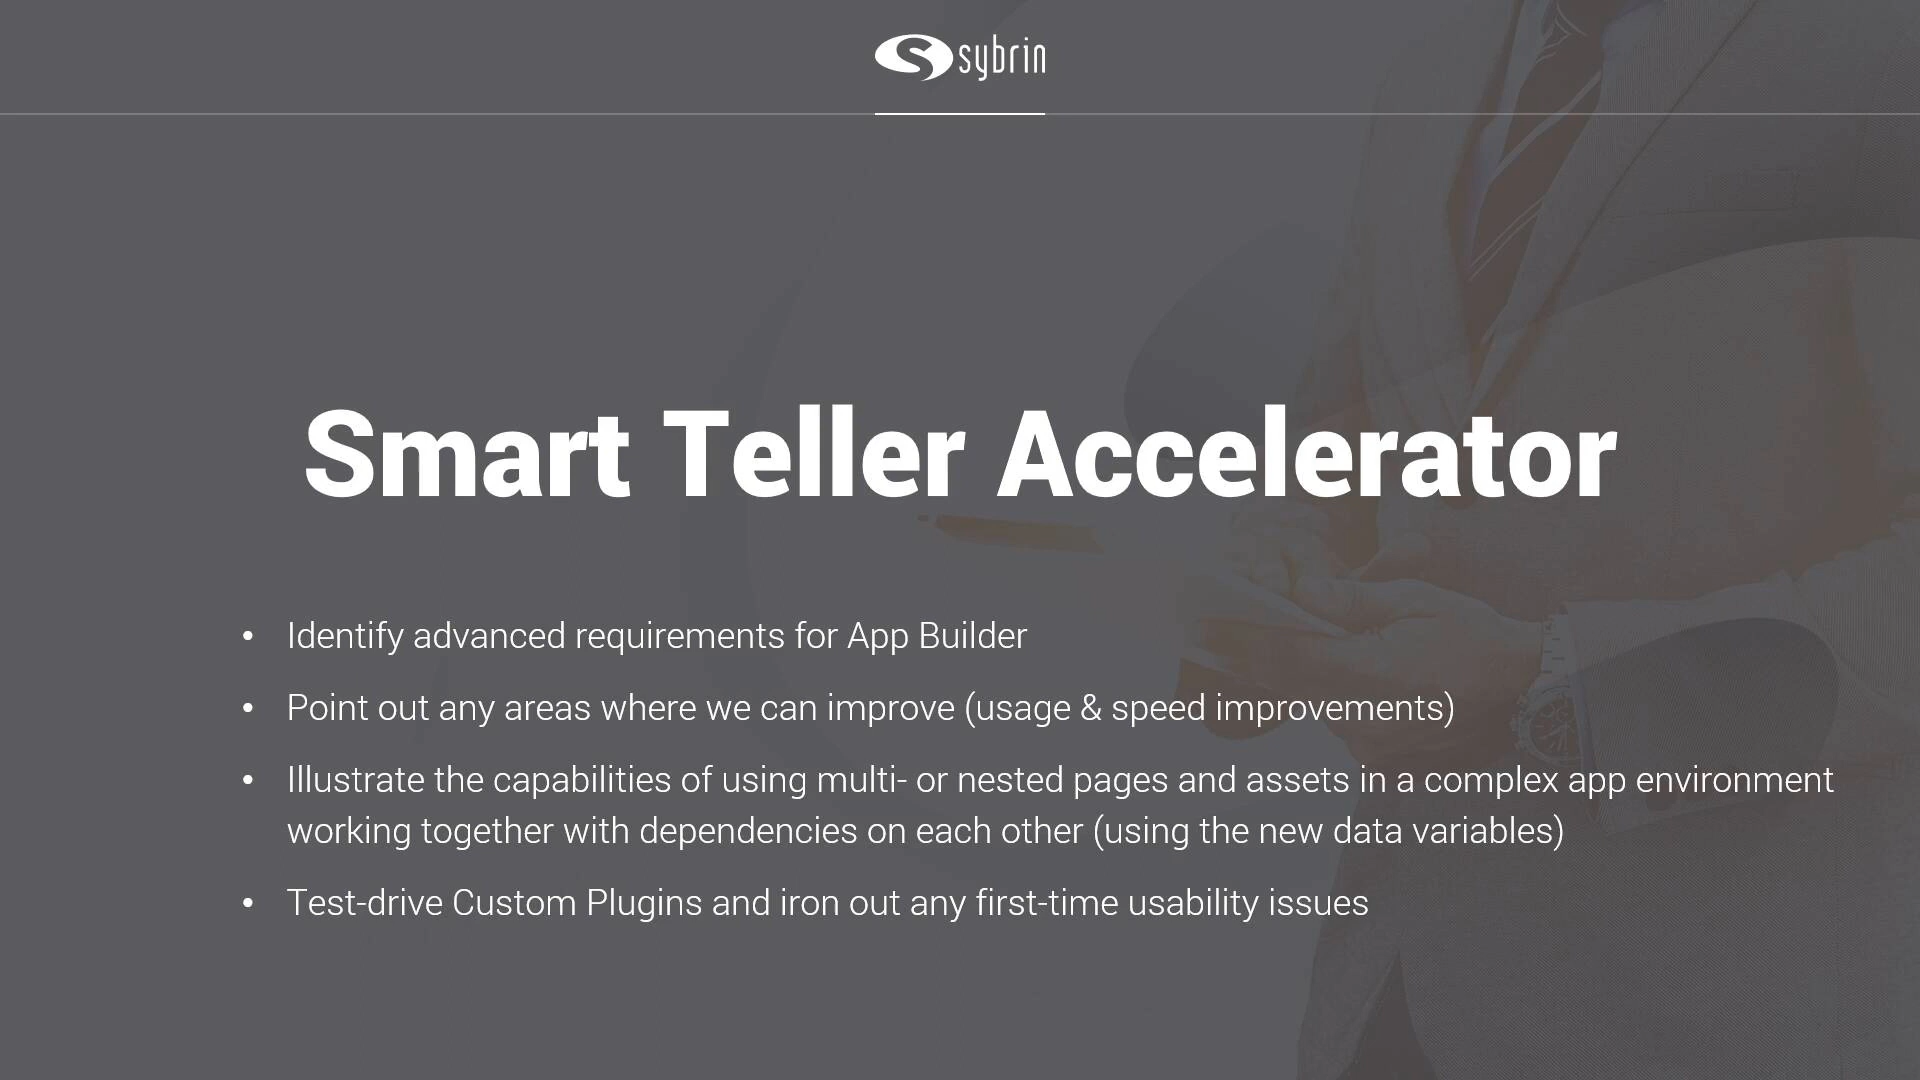 sybrin
Smart Teller Accelerator
• Identify advanced requirements for App Builder
• Point out any areas where we can improve (usage & speed improvements)
• Illustrate the capabilities of using multi- or nested pages and assets in a complex app environment
working together with dependencies on each other (using the new data variables)
• Test-drive Custom Plugins and iron out any first-time usability issues